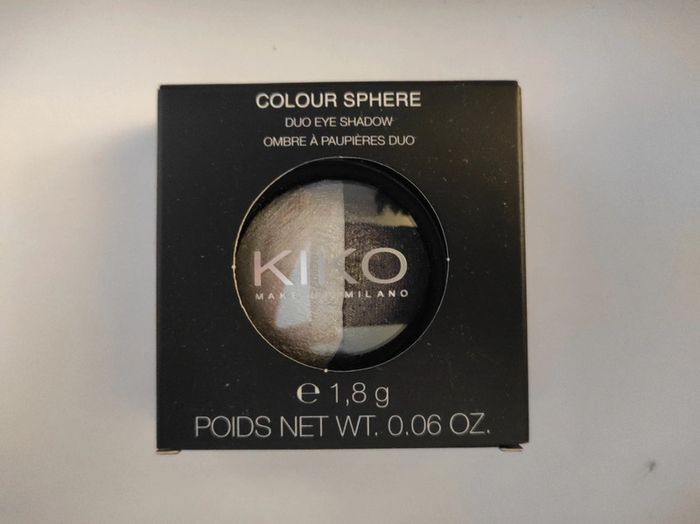 COLOUR SPHERE
DUO EYE SHADOW
OMBRE À PAUPIÈRES DUO
KIKO
MAKE UP MILANO
℮ 1,8 g
POIDS NET WT. 0.06 OZ.